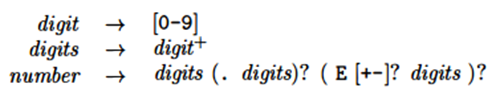 digit → [0-9]
digits → digit⁺
number → digits (. digits)? ( E [+-]? digits )?